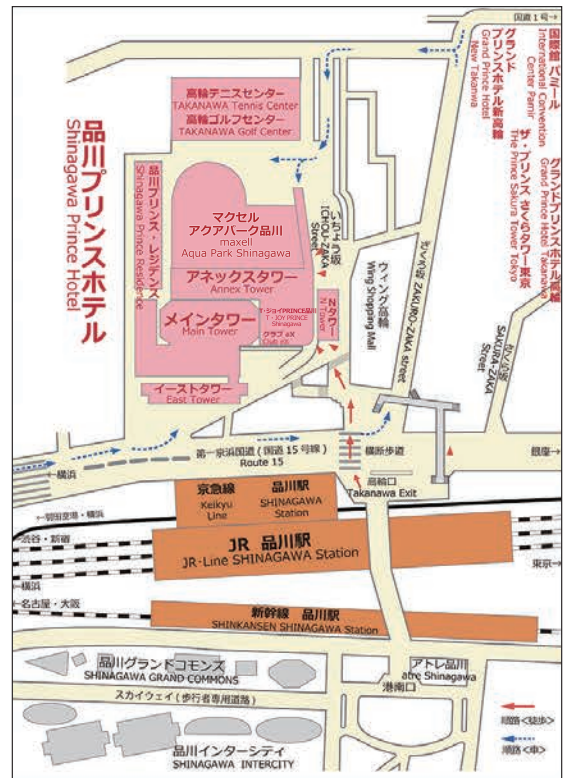 国道1号→
国際館 パミール
International Convention
Center Pamir
グランド
プリンスホテル新高輪
Grand Prince Hotel
New Takanwa
グランドプリンスホテル高輪
Grand Prince Hotel Takanawa
ザ・プリンス さくらタワー東京
The Prince Sakura Tower Tokyo
高輪テニスセンター
TAKANAWA Tennis Center
高輪ゴルフセンター
TAKANAWA Golf Center
品川プリンスホテル
Shinagawa Prince Hotel
品川プリンス・レジデンス
Shinagawa Prince Residence
マクセル
アクアパーク品川
maxell
Aqua Park Shinagawa
ICHOU-ZAKA
Street
ざくろ坂 ZAKURO-ZAKA street
SAKURA-ZAKA
Street
ウィング高輪
Wing Shopping Mall
アネックスタワー
Annex Tower
T・ジョイPRINCE品川
T・JOY PRINCE
Shinagawa
Nタワー
N Tower
メインタワー
Main Tower
クラブ eX
Club eX
イーストタワー
East Tower
第一京浜国道(国道15号線)
Route 15
横断歩道
←横浜
銀座→
高輪口
Takanawa Exit
京急線
Keikyu
Line
品川駅
SHINAGAWA
Station
←羽田空港・横浜
←渋谷・新宿
JR 品川駅
JR-Line SHINAGAWA Station
東京→
←横浜
←名古屋・大阪
新幹線 品川駅
SHINKANSEN SHINAGAWA Station
品川グランドコモンズ
SHINAGAWA GRAND COMMONS
アトレ品川
atre Shinagawa
港南口
スカイウェイ(歩行者専用道路)
品川インターシティ
SHINAGAWA INTERCITY
順路<徒歩>
順路<車>